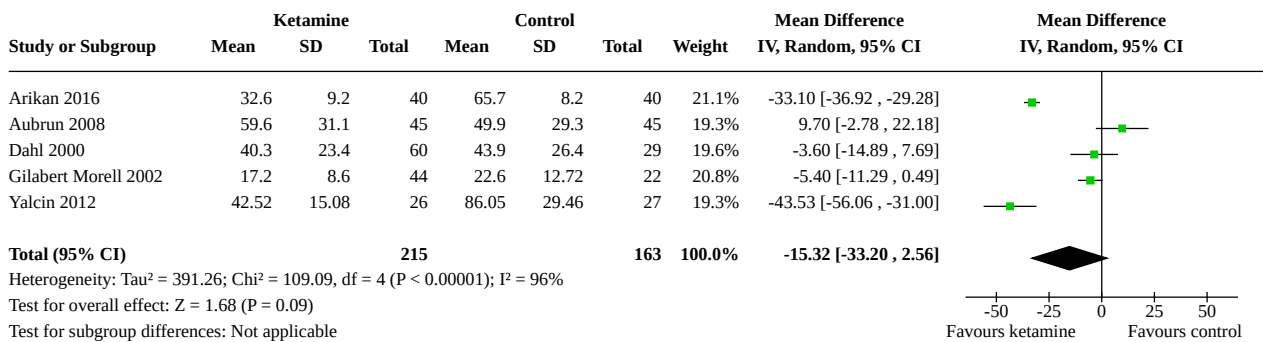 Ketamine Control Mean Difference Mean Difference
Study or Subgroup Mean SD Total Mean SD Total Weight IV, Random, 95% CI IV, Random, 95% CI
Arikan 2016 32.6 9.2 40 65.7 8.2 40 21.1% -33.10 [-36.92 , -29.28]
Aubrun 2008 59.6 31.1 45 49.9 29.3 45 19.3% 9.70 [-2.78 , 22.18]
Dahl 2000 40.3 23.4 60 43.9 26.4 29 19.6% -3.60 [-14.89 , 7.69]
Gilabert Morell 2002 17.2 8.6 44 22.6 12.72 22 20.8% -5.40 [-11.29 , 0.49]
Yalcin 2012 42.52 15.08 26 86.05 29.46 27 19.3% -43.53 [-56.06 , -31.00]
Total (95% CI) 215 163 100.0% -15.32 [-33.20 , 2.56]
Heterogeneity: Tau² = 391.26; Chi² = 109.09, df = 4 (P < 0.00001); I² = 96%
Test for overall effect: Z = 1.68 (P = 0.09)
Test for subgroup differences: Not applicable
-50 -25 0 25 50
Favours ketamine Favours control